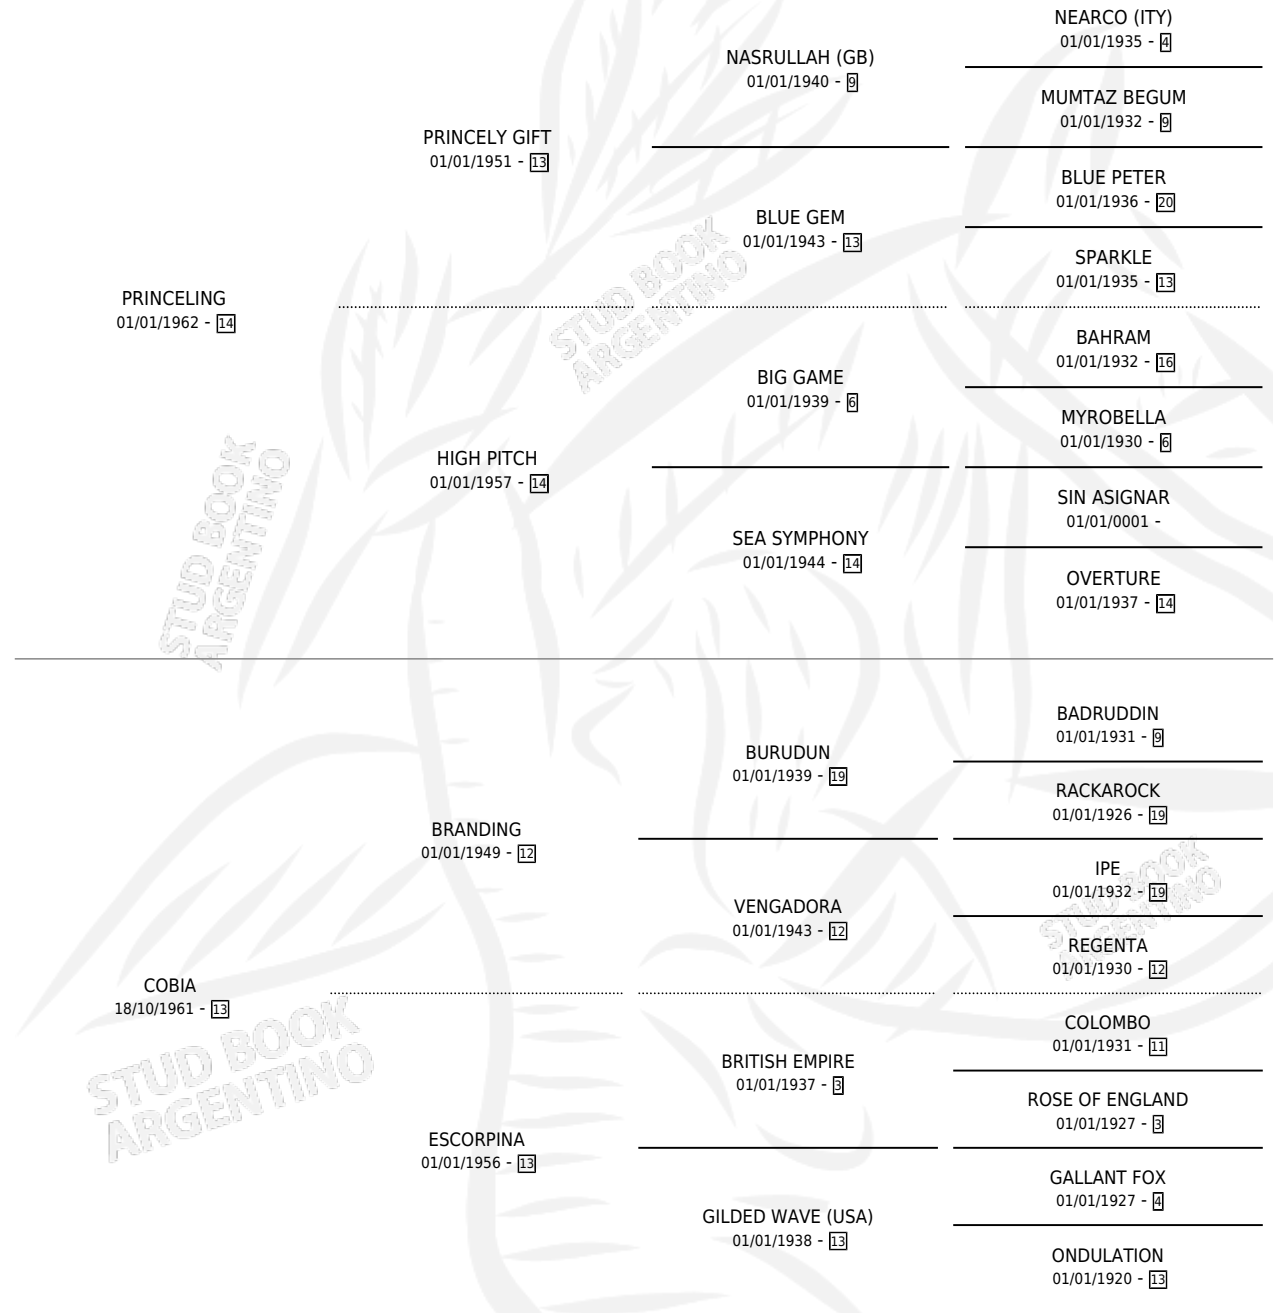 NEARCO (ITY)
01/01/1935 - 4
NASRULLAH (GB)
01/01/1940 - 9
MUMTAZ BEGUM
01/01/1932 - 9
PRINCELY GIFT
01/01/1951 - 13
BLUE PETER
01/01/1936 - 20
BLUE GEM
01/01/1943 - 13
SPARKLE
01/01/1935 - 13
PRINCELING
01/01/1962 - 14
STUD BOOK
ARGENTINO
BAHRAM
01/01/1932 - 16
BIG GAME
01/01/1939 - 6
MYROBELLA
01/01/1930 - 6
HIGH PITCH
01/01/1957 - 14
SIN ASIGNAR
01/01/0001 -
SEA SYMPHONY
01/01/1944 - 14
OVERTURE
01/01/1937 - 14
STUD BOOK
ARGENTINO
BADRUDDIN
01/01/1931 - 9
BURUDUN
01/01/1939 - 19
RACKAROCK
01/01/1926 - 19
BRANDING
01/01/1949 - 12
IPE
01/01/1932 - 19
VENGADORA
01/01/1943 - 12
STUD BOOK
ARGENTINO
REGENTA
01/01/1930 - 12
COBIA
18/10/1961 - 13
STUD BOOK
ARGENTINO
COLOMBO
01/01/1931 - 11
BRITISH EMPIRE
01/01/1937 - 3
ROSE OF ENGLAND
01/01/1927 - 3
ESCORPINA
01/01/1956 - 13
GALLANT FOX
01/01/1927 - 4
GILDED WAVE (USA)
01/01/1938 - 13
ONDULATION
01/01/1920 - 13